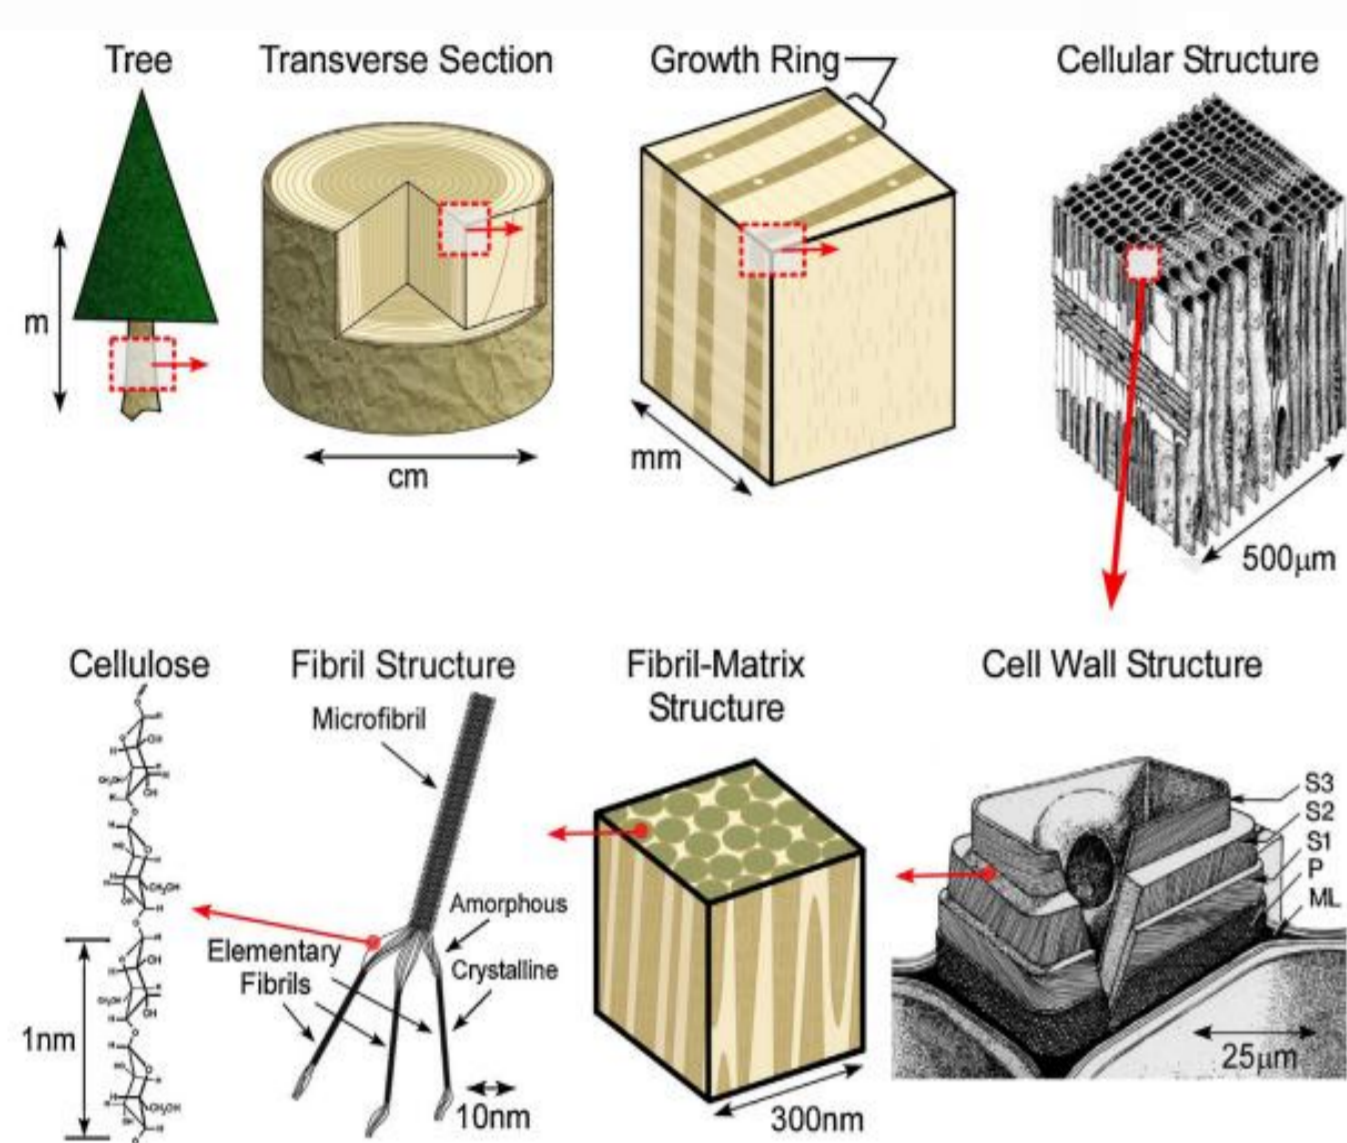 Tree
Transverse Section
Growth Ring
Cellular Structure
m
cm
mm
500μm
Cellulose
Fibril Structure
Fibril-Matrix
Structure
Cell Wall Structure
Microfibril
S3
S2
S1
P
ML
Amorphous
Elementary
Fibrils
Crystalline
1nm
10nm
300nm
25μm